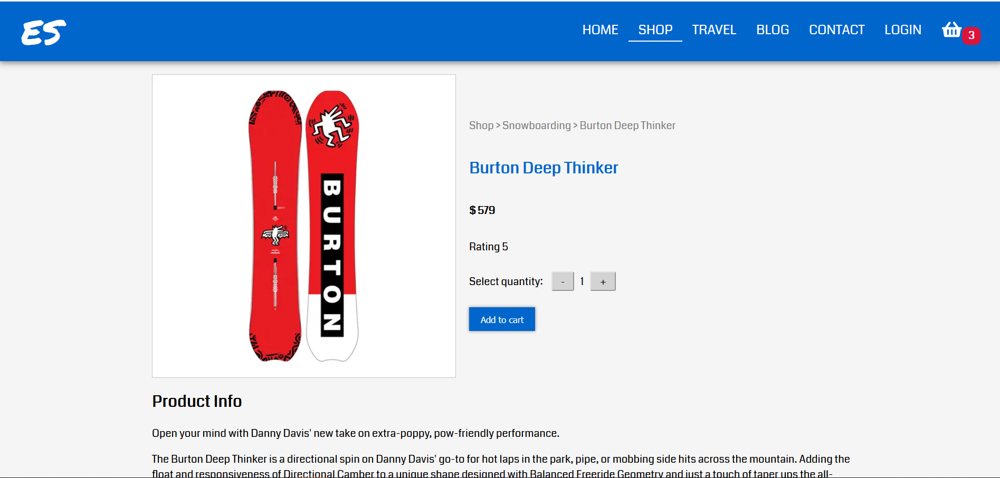 ES
HOME SHOP TRAVEL BLOG CONTACT LOGIN 3
Shop > Snowboarding > Burton Deep Thinker
Burton Deep Thinker
$ 579
Rating 5
Select quantity: - 1 +
Add to cart
BURTON
Product Info
Open your mind with Danny Davis' new take on extra-poppy, pow-friendly performance.
The Burton Deep Thinker is a directional spin on Danny Davis' go-to for hot laps in the park, pipe, or mobbing side hits across the mountain. Adding the
float and responsiveness of Directional Camber to a unique shape designed with Balanced Freeride Geometry and just a touch of taper ups the all-